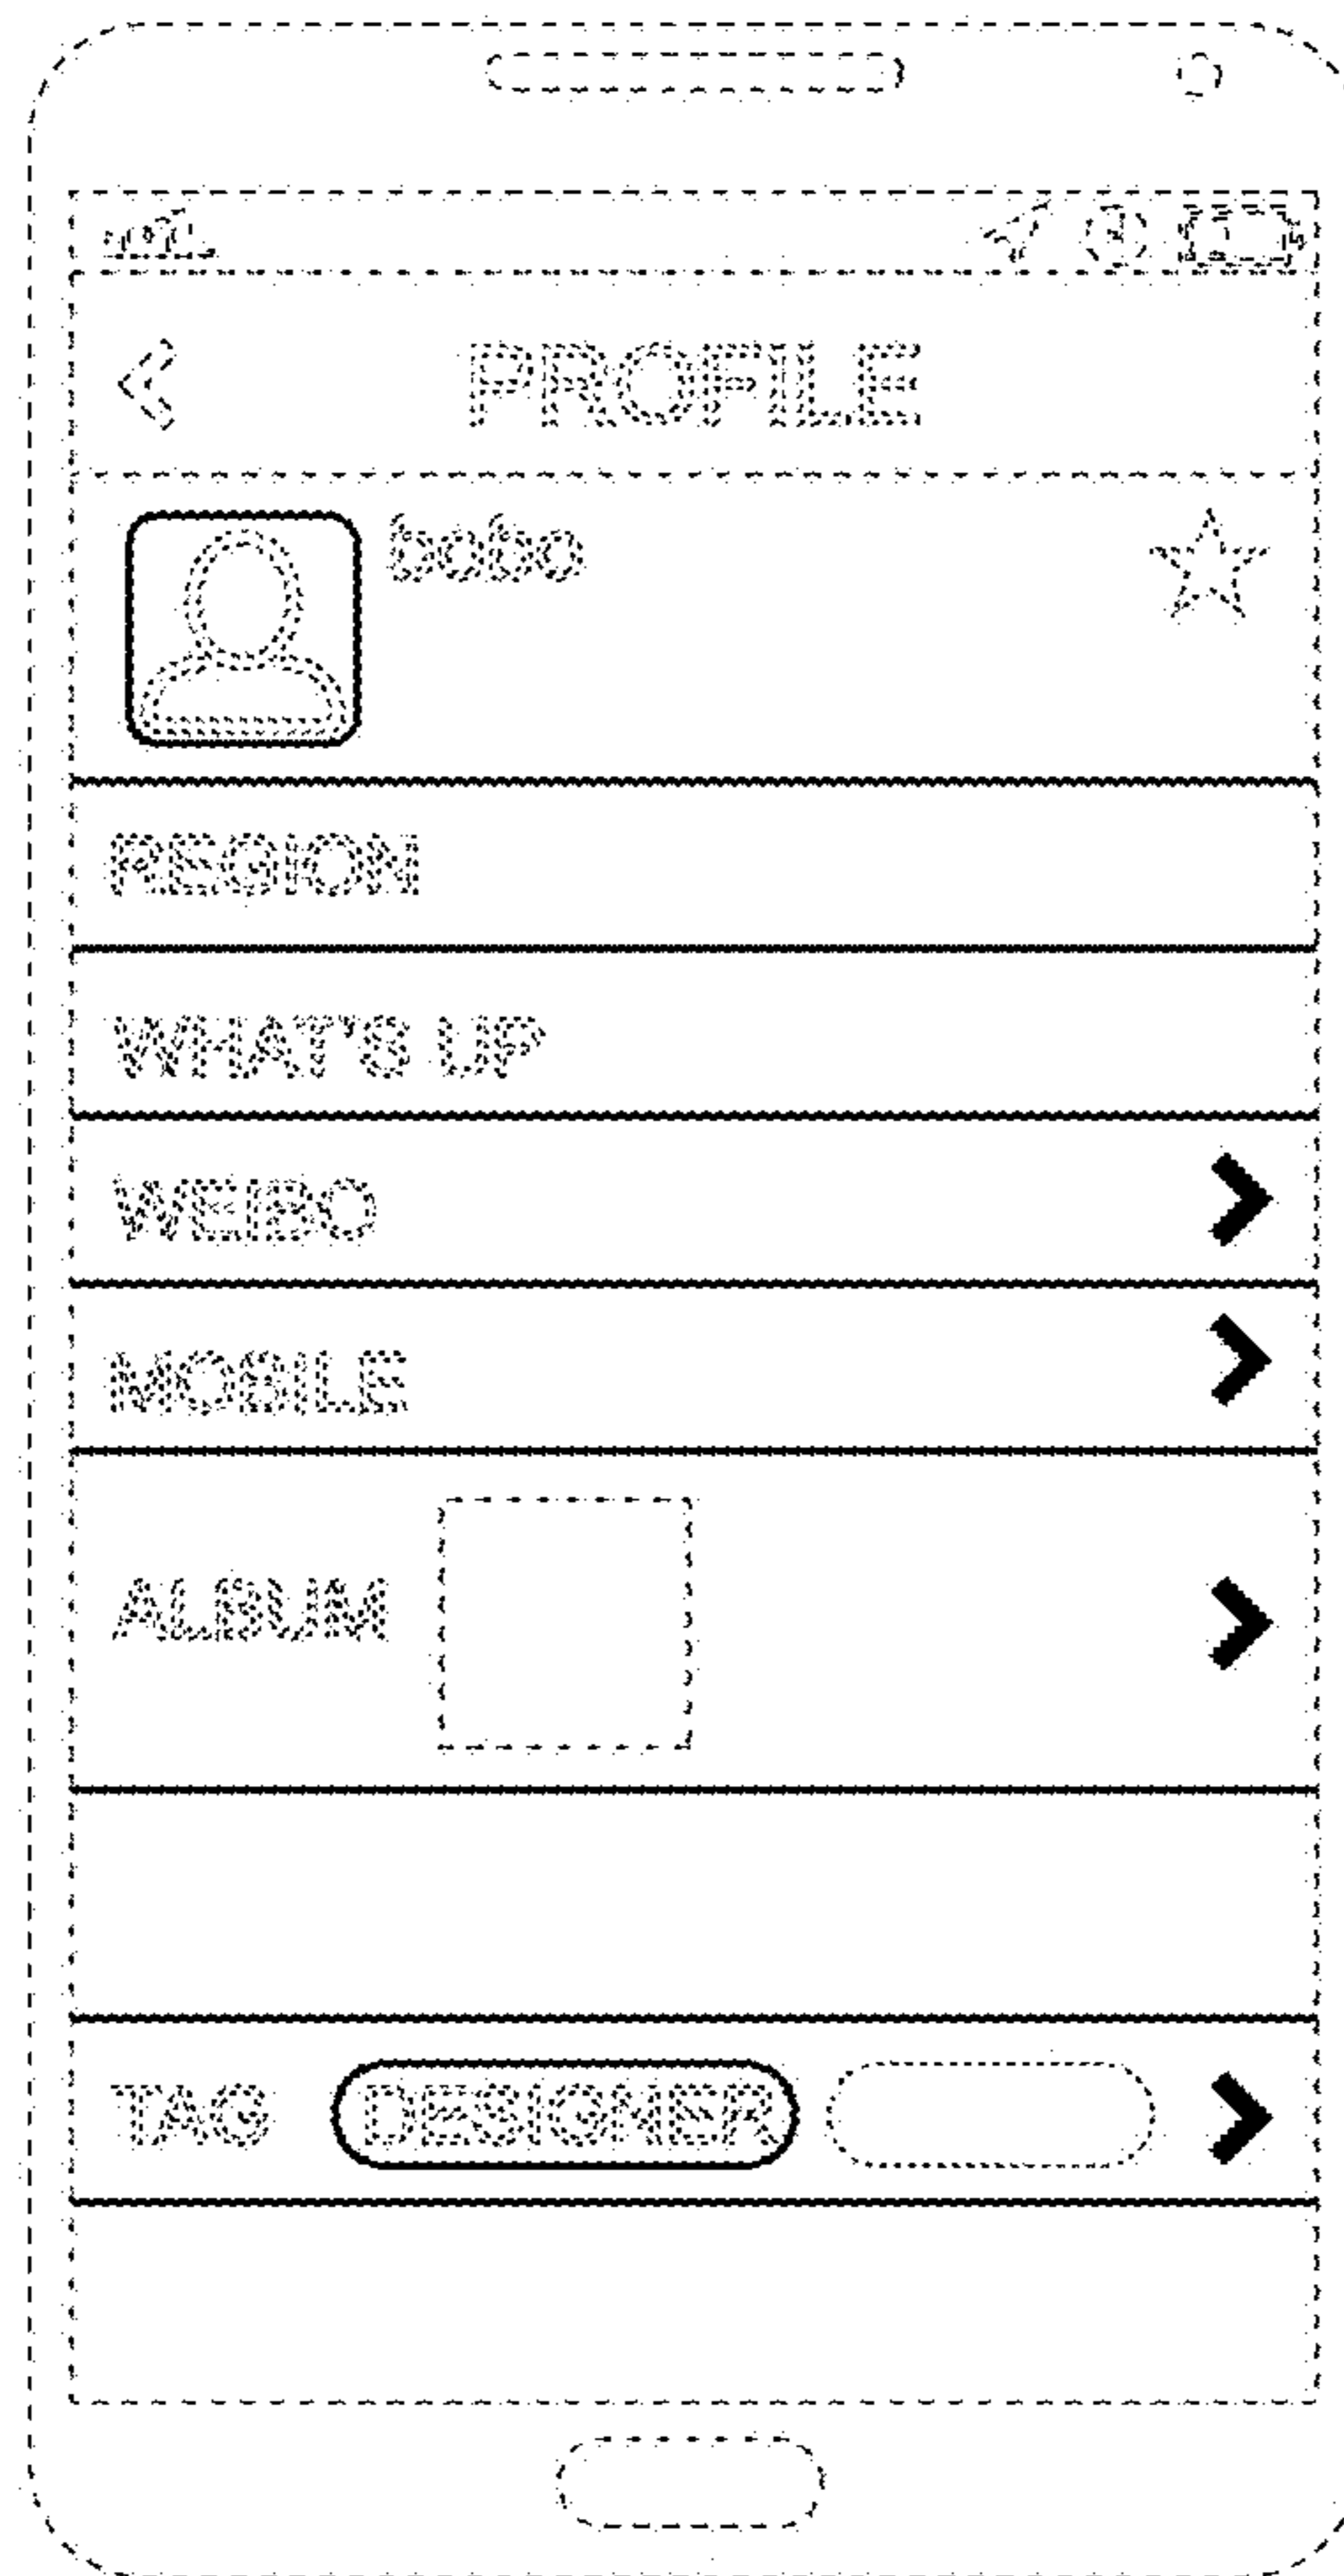 PROFILE
bobo
REGION
WHAT'S UP
WEIBO
MOBILE
ALBUM
TAG DESIGNER